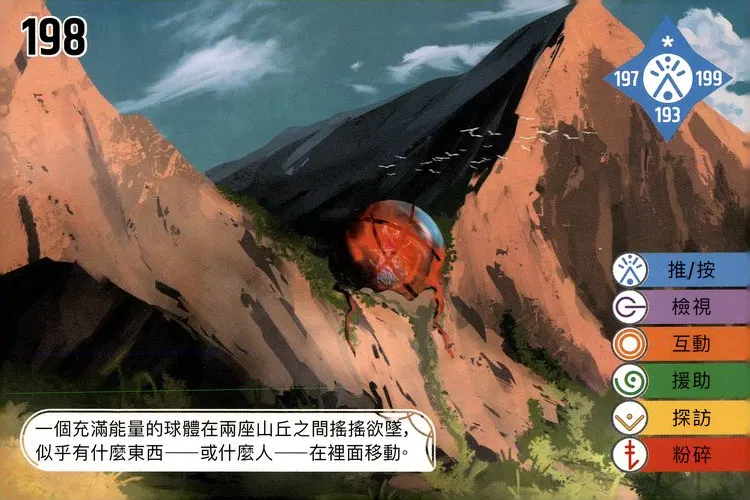 198
*
197
199
193
推/按
檢視
互動
援助
探訪
粉碎
一個充滿能量的球體在兩座山丘之間搖搖欲墜，
似乎有什麼東西——或什麼人——在裡面移動。